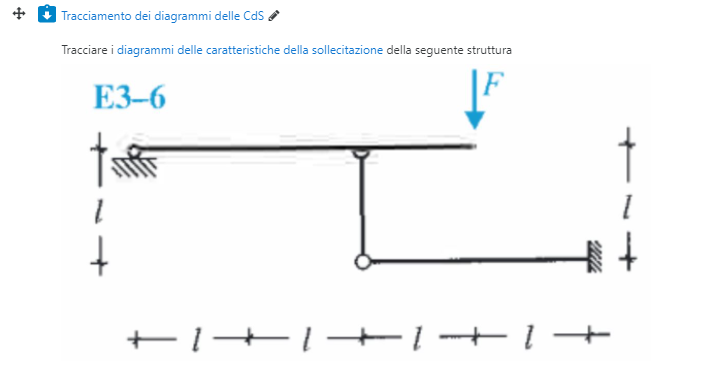 Tracciamento dei diagrammi delle CdS
Tracciare i diagrammi delle caratteristiche della sollecitazione della seguente struttura
E3–6
F
l
l
l l l l